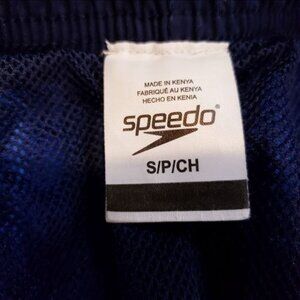 MADE IN KENYA
FABRIQUÉ AU KENYA
HECHO EN KENIA
speedo®
S/P/CH